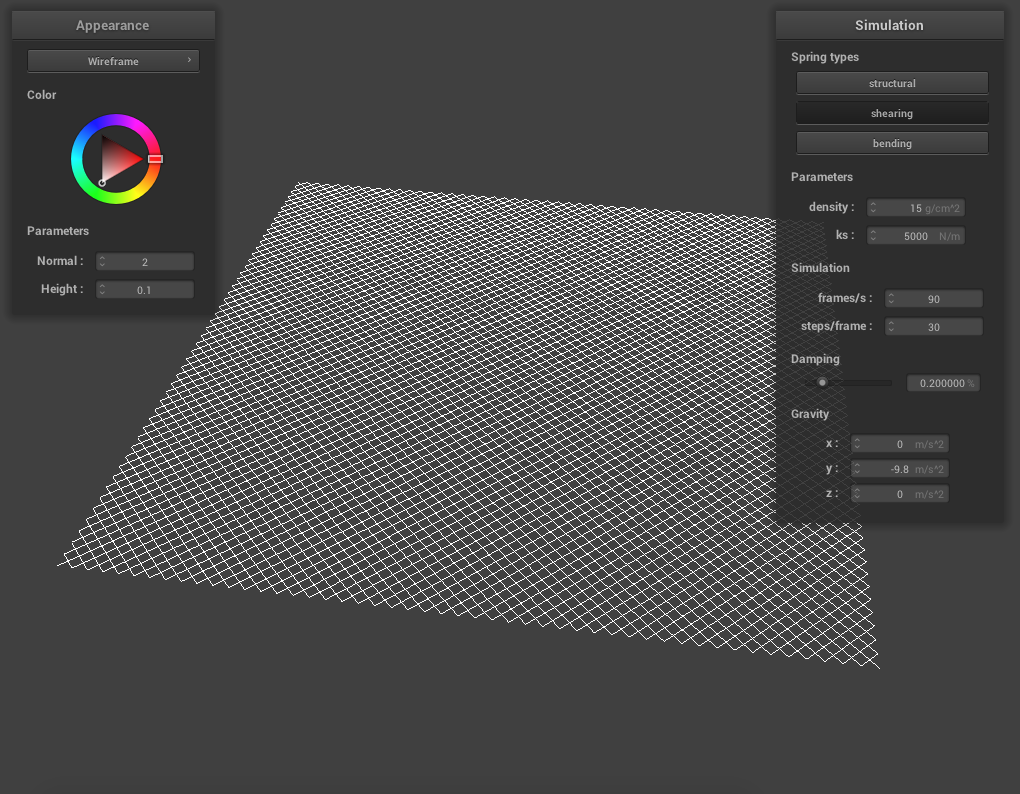 Appearance
Wireframe
Color
Parameters
Normal : 2
Height : 0.1
Simulation
Spring types
structural
shearing
bending
Parameters
density : 15 g/cm^2
ks : 5000 N/m
Simulation
frames/s : 90
steps/frame : 30
Damping
0.200000 %
Gravity
x : 0 m/s^2
y : -9.8 m/s^2
z : 0 m/s^2